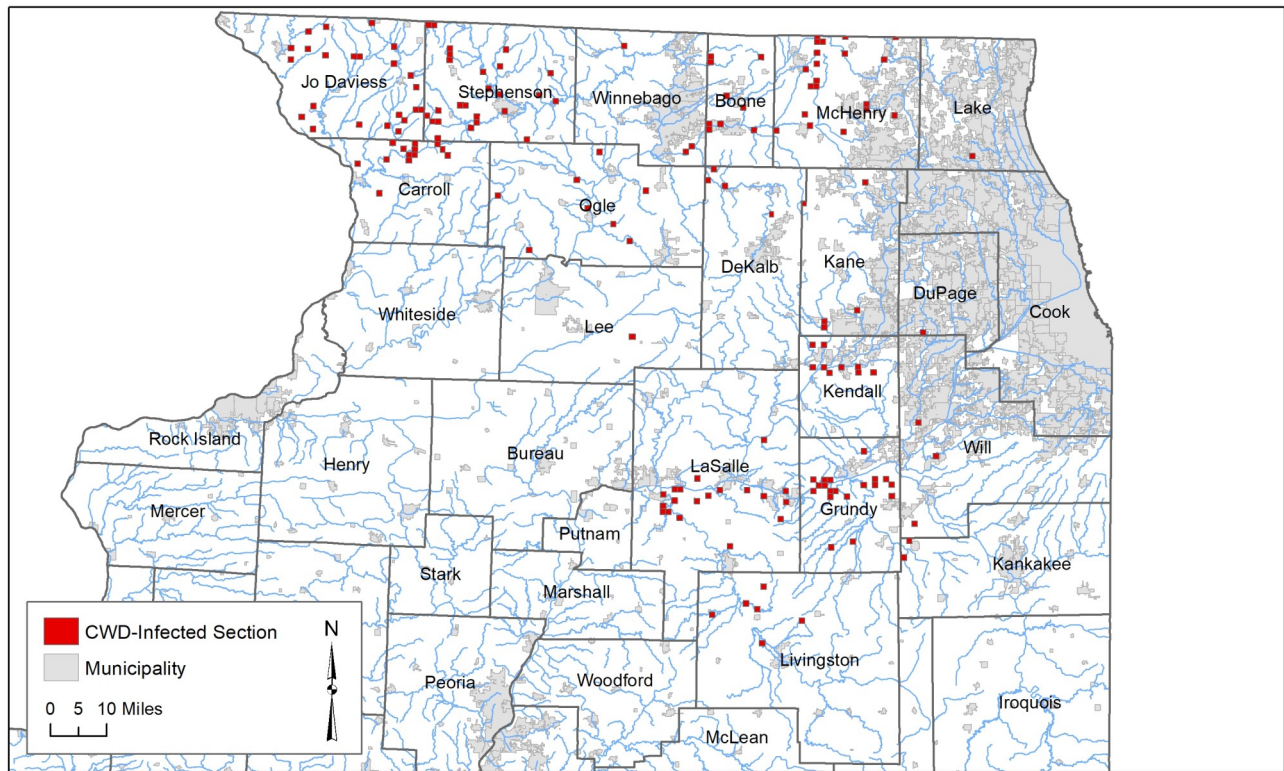 Jo Daviess
Stephenson
Winnebago
Boone
McHenry
Lake
Carroll
Ogle
DeKalb
Kane
DuPage
Cook
Whiteside
Lee
Kendall
Rock Island
Henry
Bureau
LaSalle
Will
Mercer
Grundy
Putnam
Kankakee
Stark
Marshall
CWD-Infected Section
N
Municipality
0 5 10 Miles
Peoria
Woodford
Livingston
Iroquois
McLean